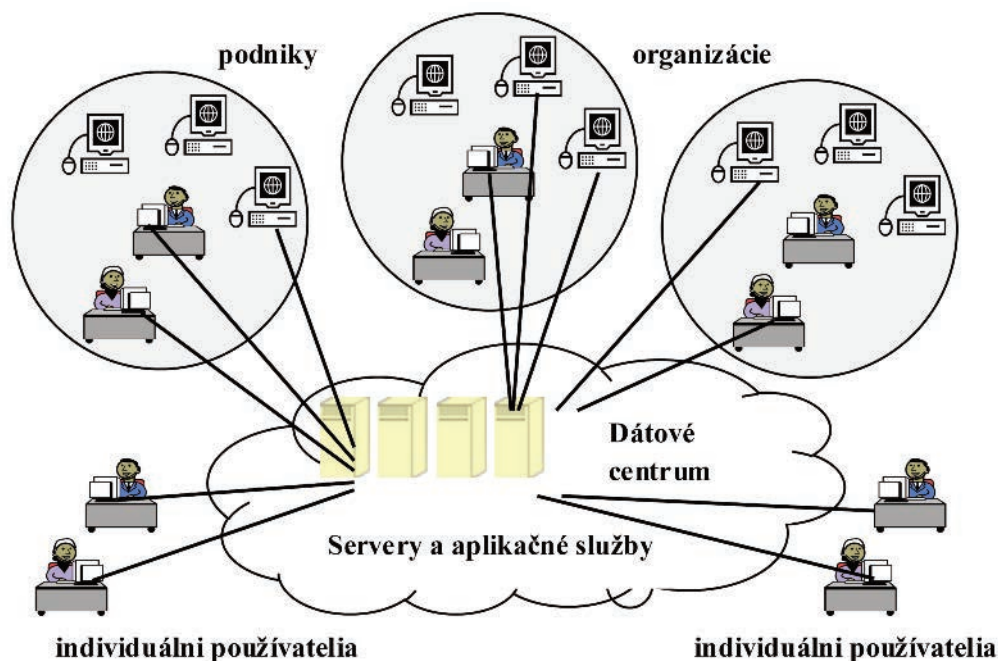 podniky
organizácie
Dátové
centrum
Servery a aplikačné služby
individuálni používatelia
individuálni používatelia